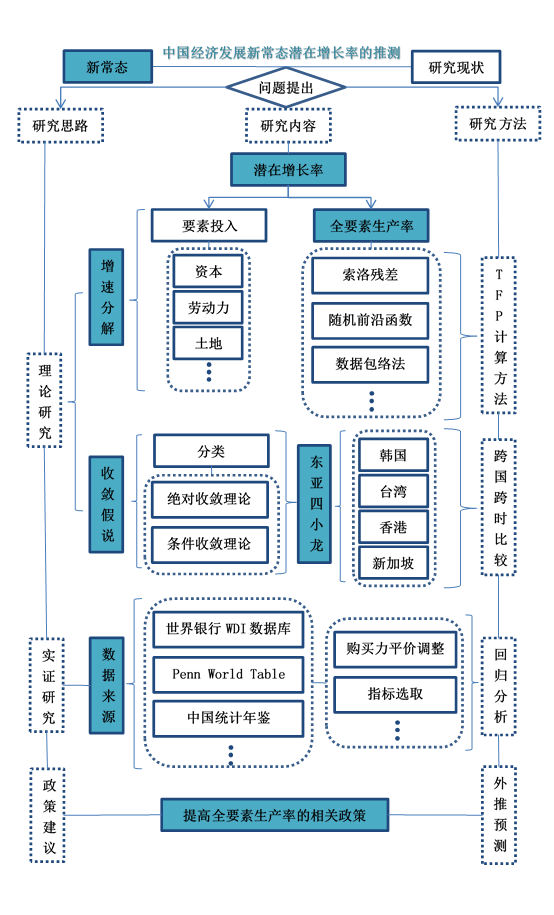 中国经济发展新常态潜在增长率的推测
新常态
研究现状
问题提出
研究思路
研究内容
研究方法
潜在增长率
要素投入
全要素生产率
增速分解
资本
劳动力
土地
索洛残差
随机前沿函数
数据包络法
TFP计算方法
理论研究
收敛假说
分类
绝对收敛理论
条件收敛理论
东亚四小龙
韩国
台湾
香港
新加坡
跨国跨时比较
实证研究
数据来源
世界银行 WDI 数据库
Penn World Table
中国统计年鉴
购买力平价调整
指标选取
回归分析
政策建议
提高全要素生产率的相关政策
外推预测